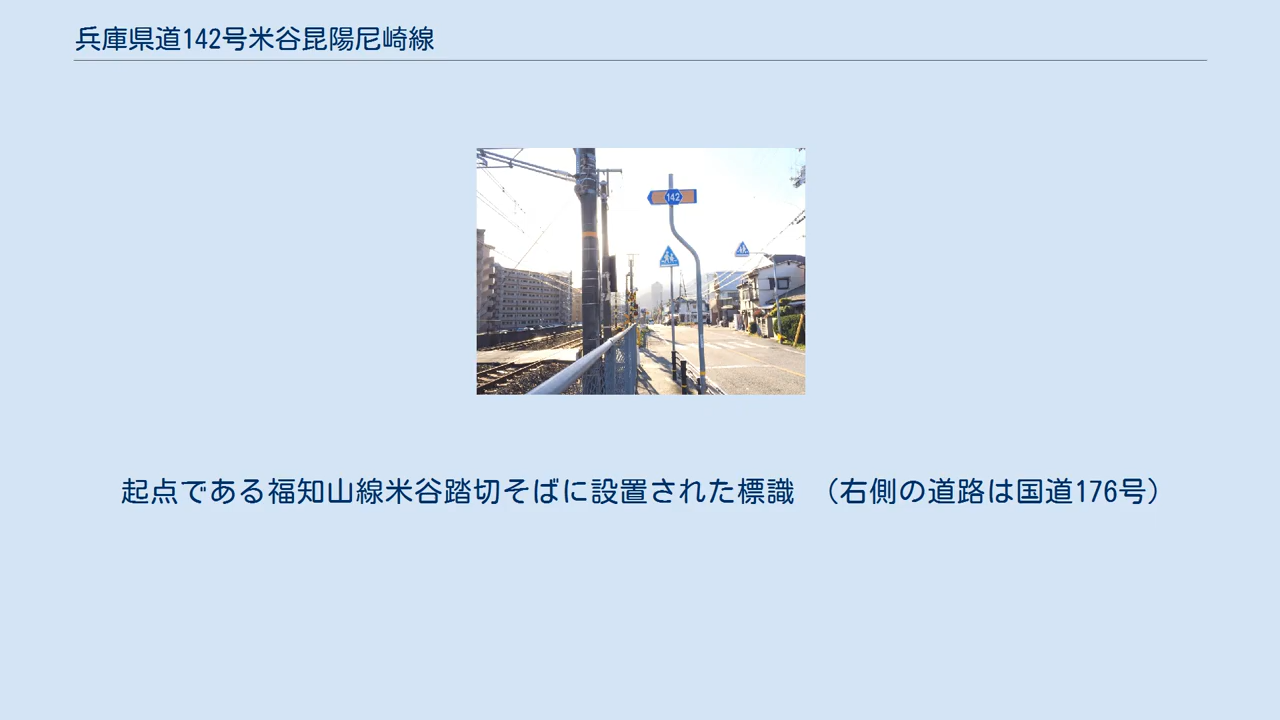 兵庫県道142号米谷昆陽尼崎線
142
起点である福知山線米谷踏切そばに設置された標識 （右側の道路は国道176号）